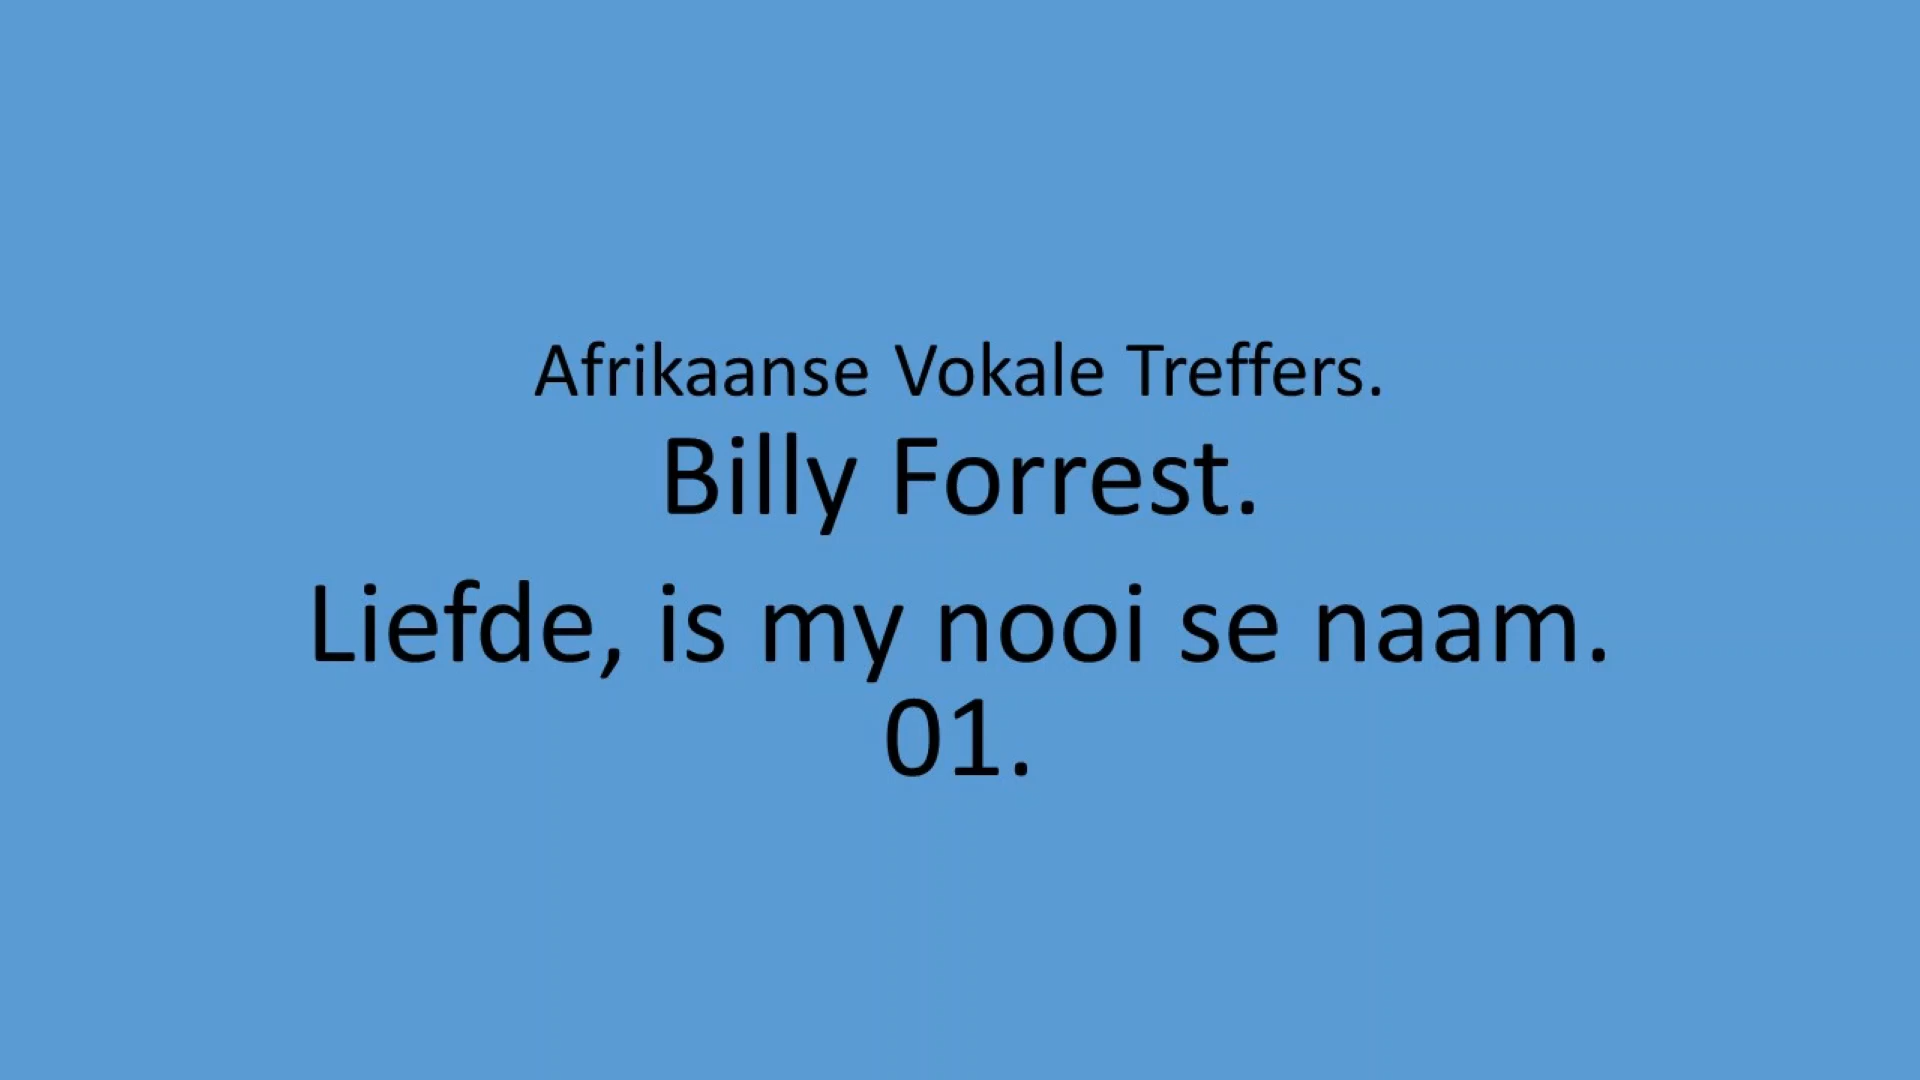 Afrikaanse Vokale Treffers.
Billy Forrest.
Liefde, is my nooi se naam.
01.